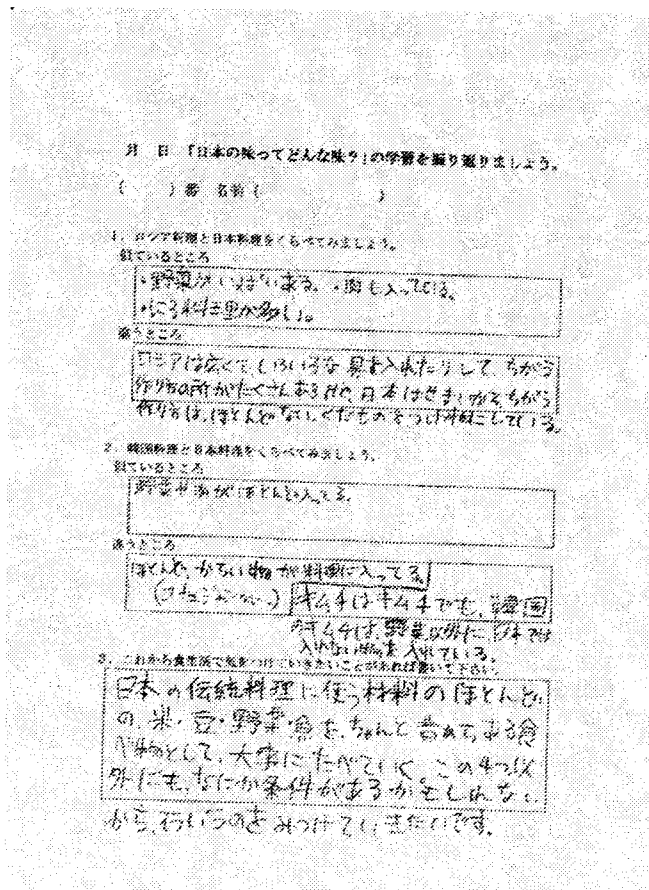 月 日 「日本の味ってどんな味？」の学習を振り返りましょう。
( )番 名前( )
1．ロシア料理と日本料理をくらべてみましょう。
似ているところ
・野菜がいっぱい ある。・肉も入っている。
・にる料理が多い。
違うところ
ロシアは広くていろいろな具を入れたりして、ちがう
作り方の所がたくさんあるけど、日本はせまいからちがう
作り方は、ほとんどないしくだものをつけ物にしている。
2．韓国料理と日本料理をくらべてみましょう。
似ているところ
野菜や がほとんど入ってる。
違うところ
ほとんど、からい物が料理に入ってる。
(コチュジャン 〜) キムチはキムチでも、韓国
のキムチは、野菜以外に日本では
入れない物を入れている。
3．これから食生活で気をつけていきたいことがあれば書いて下さい。
日本の伝統料理に使う材料のほとんど
の、米・豆・野菜・魚を、ちゃんと ある食
べ物として、大事にたべていく。この4つ以
外にも、なにか条件があるかもしれない
から、そういうのをみつけていきたいです。